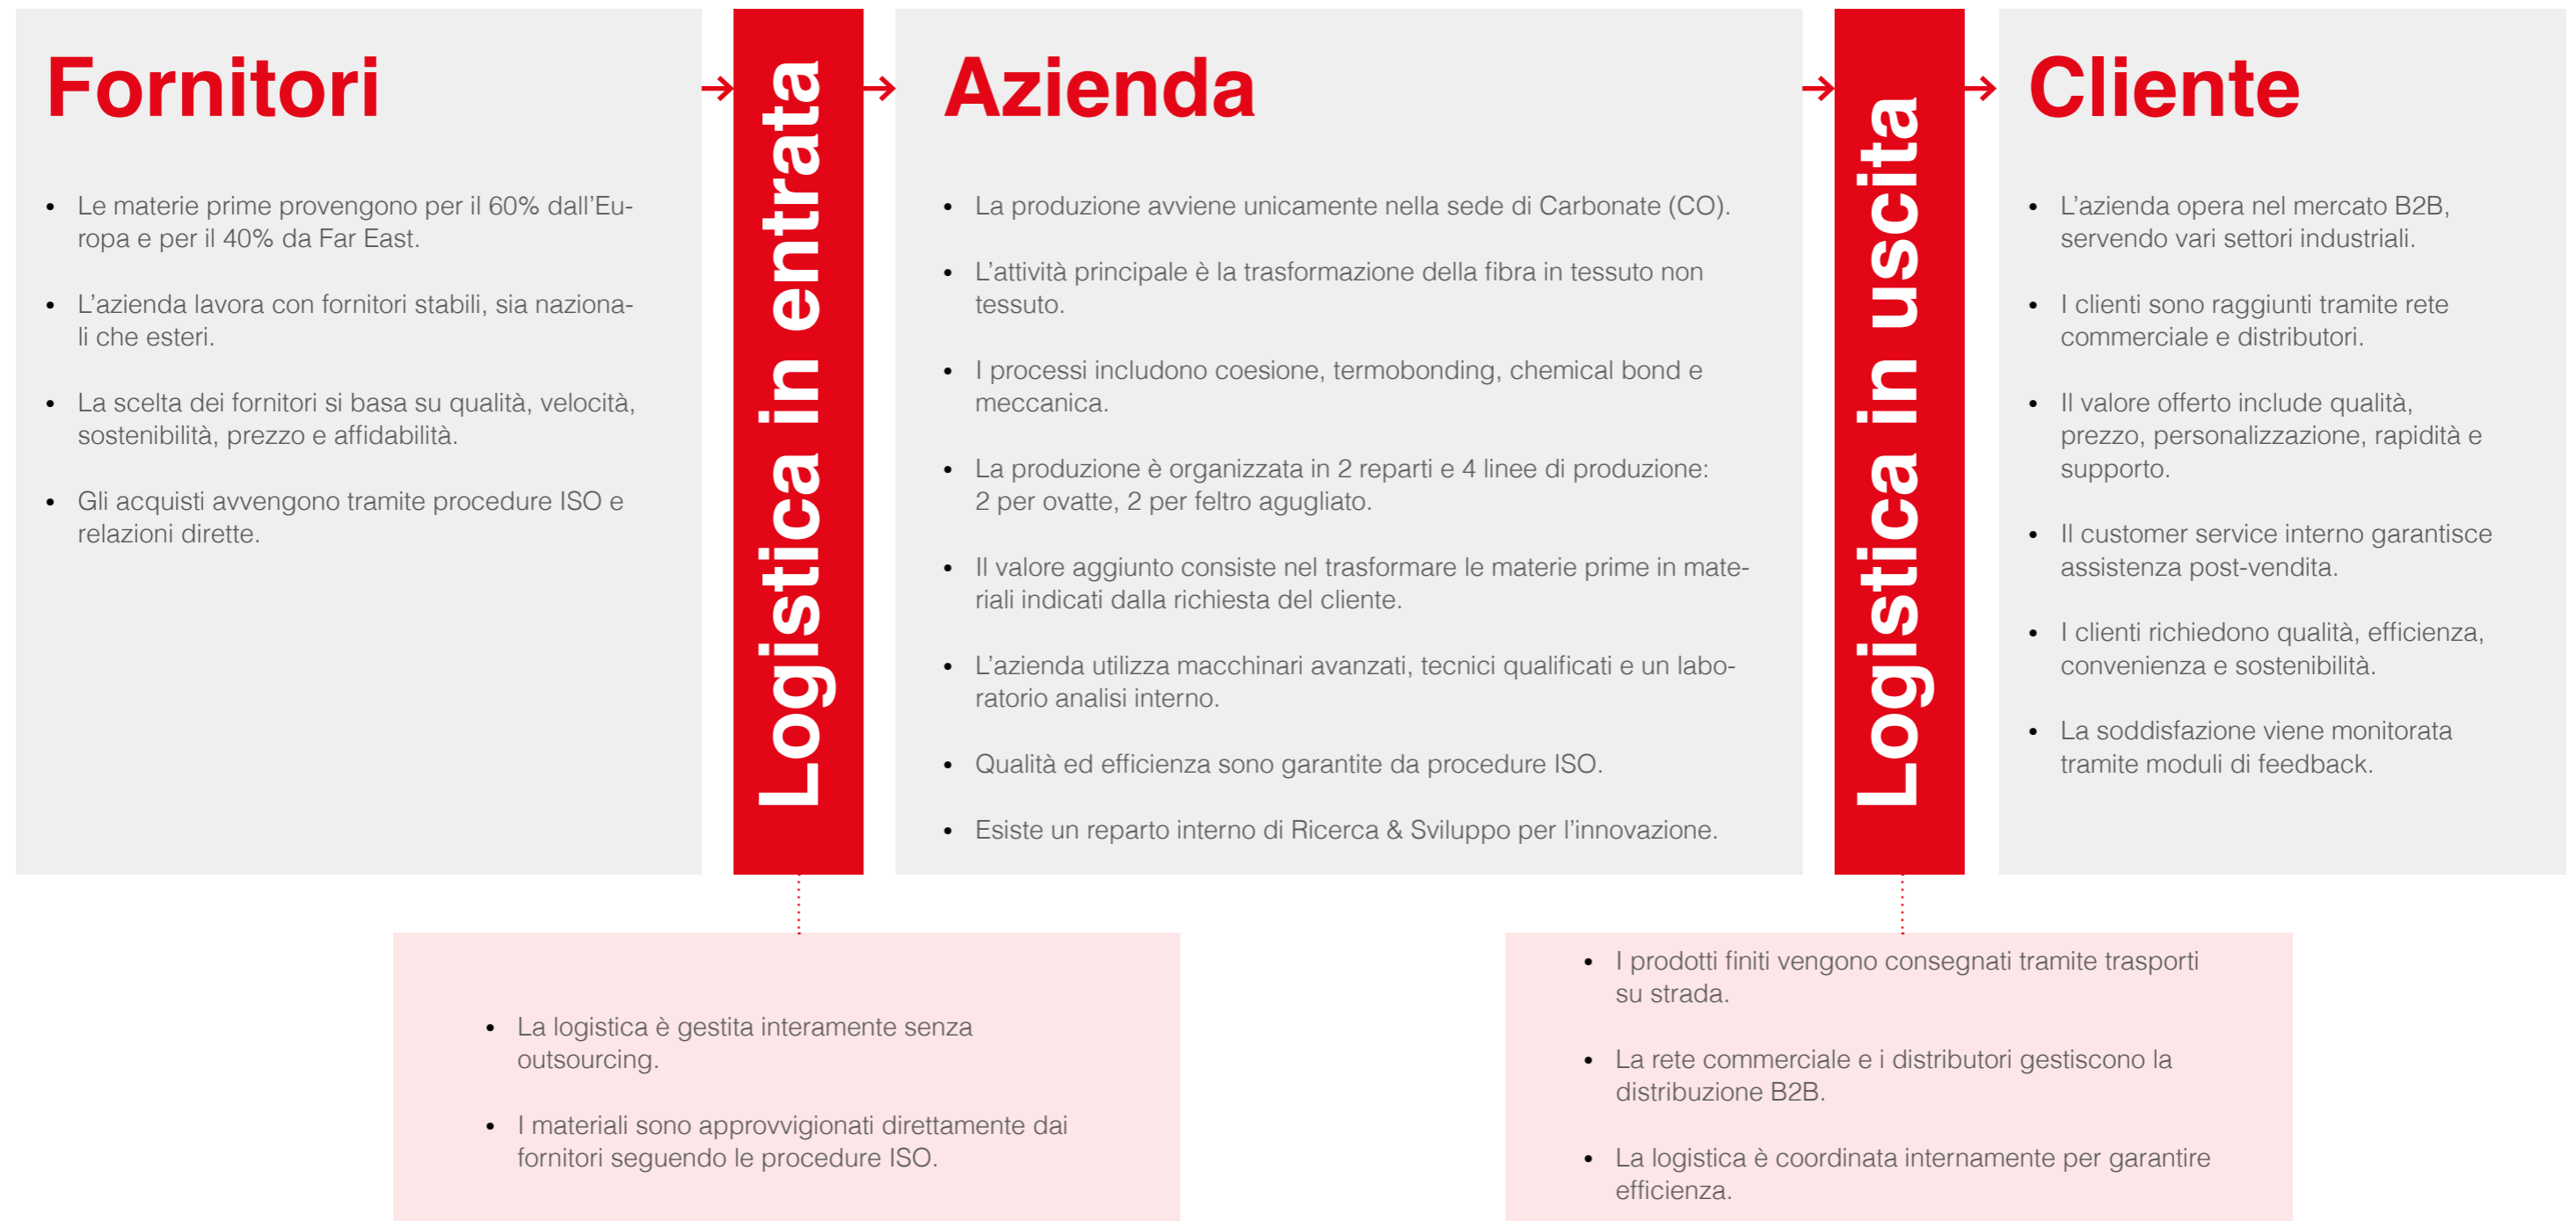 Fornitori
• Le materie prime provengono per il 60% dall’Eu-
ropa e per il 40% da Far East.
• L’azienda lavora con fornitori stabili, sia naziona-
li che esteri.
• La scelta dei fornitori si basa su qualità, velocità,
sostenibilità, prezzo e affidabilità.
• Gli acquisti avvengono tramite procedure ISO e
relazioni dirette.
Logistica in entrata
Azienda
• La produzione avviene unicamente nella sede di Carbonate (CO).
• L’attività principale è la trasformazione della fibra in tessuto non
tessuto.
• I processi includono coesione, termobonding, chemical bond e
meccanica.
• La produzione è organizzata in 2 reparti e 4 linee di produzione:
2 per ovatte, 2 per feltro agugliato.
• Il valore aggiunto consiste nel trasformare le materie prime in mate-
riali indicati dalla richiesta del cliente.
• L’azienda utilizza macchinari avanzati, tecnici qualificati e un labo-
ratorio analisi interno.
• Qualità ed efficienza sono garantite da procedure ISO.
• Esiste un reparto interno di Ricerca & Sviluppo per l’innovazione.
Logistica in uscita
Cliente
• L’azienda opera nel mercato B2B,
servendo vari settori industriali.
• I clienti sono raggiunti tramite rete
commerciale e distributori.
• Il valore offerto include qualità,
prezzo, personalizzazione, rapidità e
supporto.
• Il customer service interno garantisce
assistenza post-vendita.
• I clienti richiedono qualità, efficienza,
convenienza e sostenibilità.
• La soddisfazione viene monitorata
tramite moduli di feedback.
• La logistica è gestita interamente senza
outsourcing.
• I materiali sono approvvigionati direttamente dai
fornitori seguendo le procedure ISO.
• I prodotti finiti vengono consegnati tramite trasporti
su strada.
• La rete commerciale e i distributori gestiscono la
distribuzione B2B.
• La logistica è coordinata internamente per garantire
efficienza.